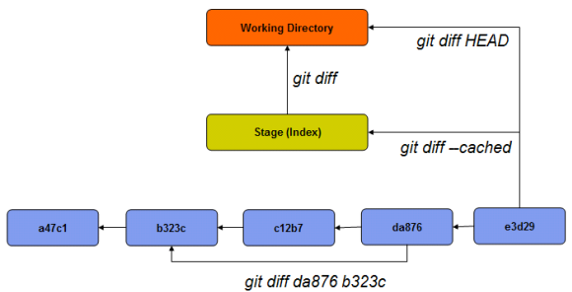 Working Directory
git diff HEAD
git diff
Stage (Index)
git diff –cached
a47c1
b323c
c12b7
da876
e3d29
git diff da876 b323c